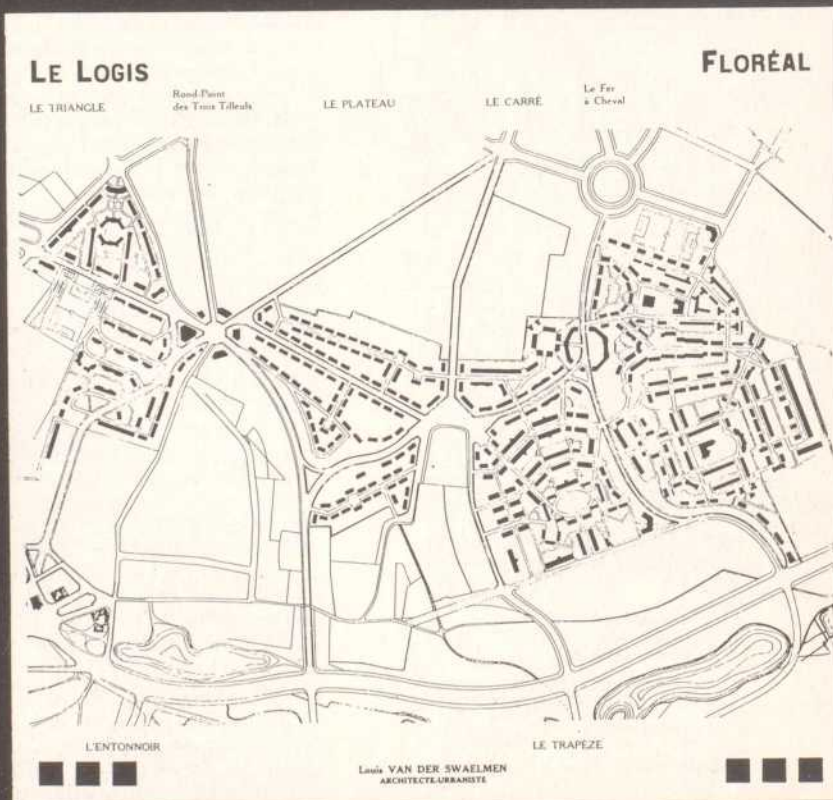 LE LOGIS
FLORÉAL
LE TRIANGLE
Rond-Point
des Trois Tilleuls
LE PLATEAU
LE CARRÉ
Le Fer
à Cheval
L'ENTONNOIR
LE TRAPÈZE
Louis VAN DER SWAELMEN
ARCHITECTE-URBANISTE